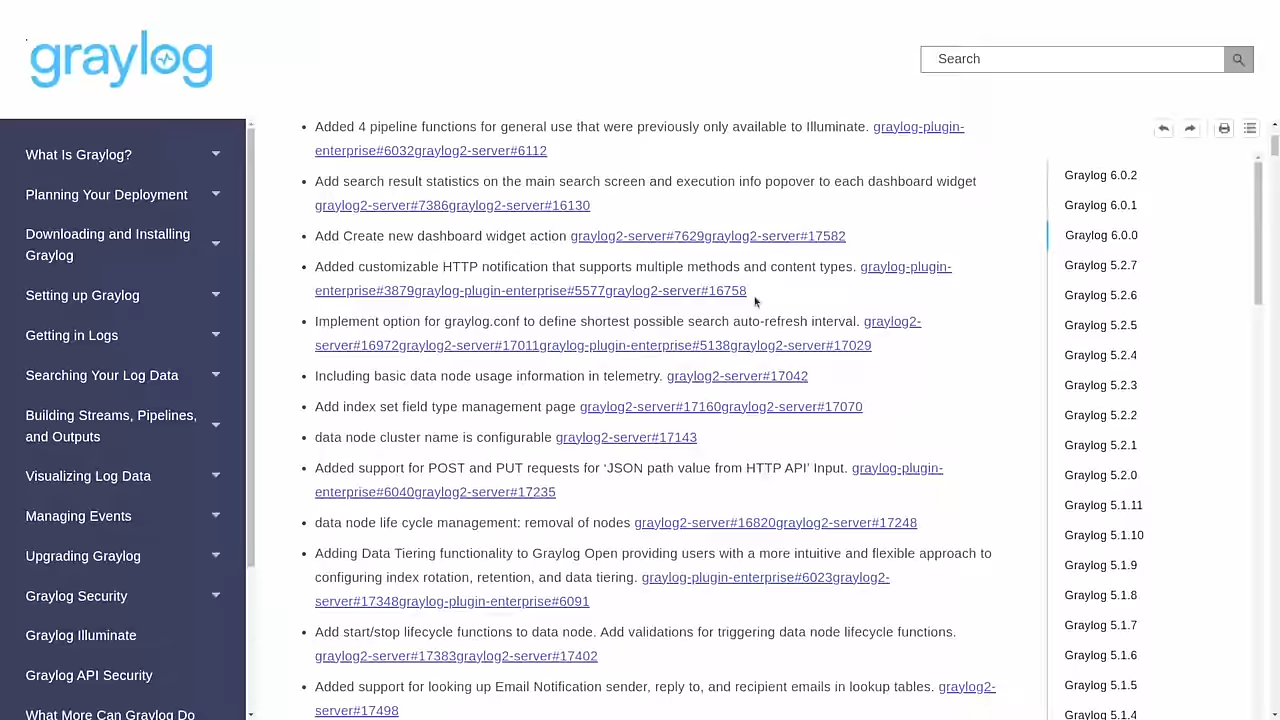 graylog
Search
What Is Graylog?
Planning Your Deployment
Downloading and Installing
Graylog
Setting up Graylog
Getting in Logs
Searching Your Log Data
Building Streams, Pipelines,
and Outputs
Visualizing Log Data
Managing Events
Upgrading Graylog
Graylog Security
Graylog Illuminate
Graylog API Security
What More Can Graylog Do
• Added 4 pipeline functions for general use that were previously only available to Illuminate. graylog-plugin-
enterprise#6032graylog2-server#6112
• Add search result statistics on the main search screen and execution info popover to each dashboard widget
graylog2-server#7386graylog2-server#16130
• Add Create new dashboard widget action graylog2-server#7629graylog2-server#17582
• Added customizable HTTP notification that supports multiple methods and content types. graylog-plugin-
enterprise#3879graylog-plugin-enterprise#5577graylog2-server#16758
• Implement option for graylog.conf to define shortest possible search auto-refresh interval. graylog2-
server#16972graylog2-server#17011graylog-plugin-enterprise#5138graylog2-server#17029
• Including basic data node usage information in telemetry. graylog2-server#17042
• Add index set field type management page graylog2-server#17160graylog2-server#17070
• data node cluster name is configurable graylog2-server#17143
• Added support for POST and PUT requests for ‘JSON path value from HTTP API’ Input. graylog-plugin-
enterprise#6040graylog2-server#17235
• data node life cycle management: removal of nodes graylog2-server#16820graylog2-server#17248
• Adding Data Tiering functionality to Graylog Open providing users with a more intuitive and flexible approach to
configuring index rotation, retention, and data tiering. graylog-plugin-enterprise#6023graylog2-
server#17348graylog-plugin-enterprise#6091
• Add start/stop lifecycle functions to data node. Add validations for triggering data node lifecycle functions.
graylog2-server#17383graylog2-server#17402
• Added support for looking up Email Notification sender, reply to, and recipient emails in lookup tables. graylog2-
server#17498
Graylog 6.0.2
Graylog 6.0.1
Graylog 6.0.0
Graylog 5.2.7
Graylog 5.2.6
Graylog 5.2.5
Graylog 5.2.4
Graylog 5.2.3
Graylog 5.2.2
Graylog 5.2.1
Graylog 5.2.0
Graylog 5.1.11
Graylog 5.1.10
Graylog 5.1.9
Graylog 5.1.8
Graylog 5.1.7
Graylog 5.1.6
Graylog 5.1.5
Graylog 5.1.4